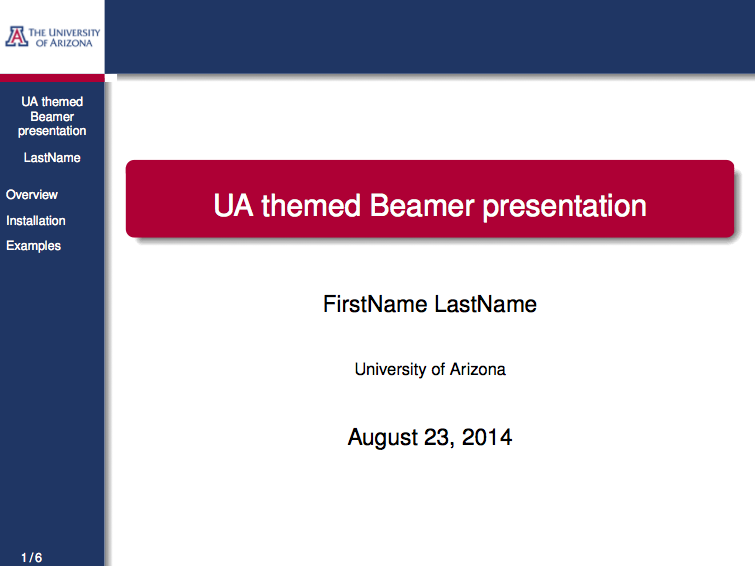 THE UNIVERSITY
OF ARIZONA
UA themed
Beamer
presentation
LastName
Overview
Installation
Examples
1 / 6
UA themed Beamer presentation
FirstName LastName
University of Arizona
August 23, 2014